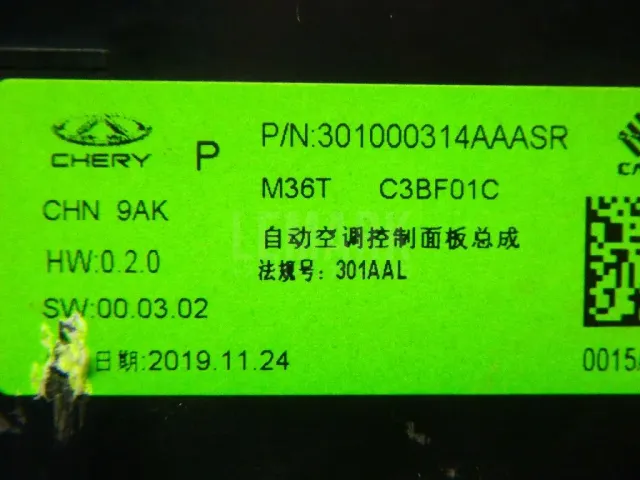 CHERY
P
P/N:301000314AAASR
M36T C3BF01C
CHN 9AK
自动空调控制面板总成
HW:0.2.0
法规号: 301AAL
SW:00.03.02
日期:2019.11.24
0015